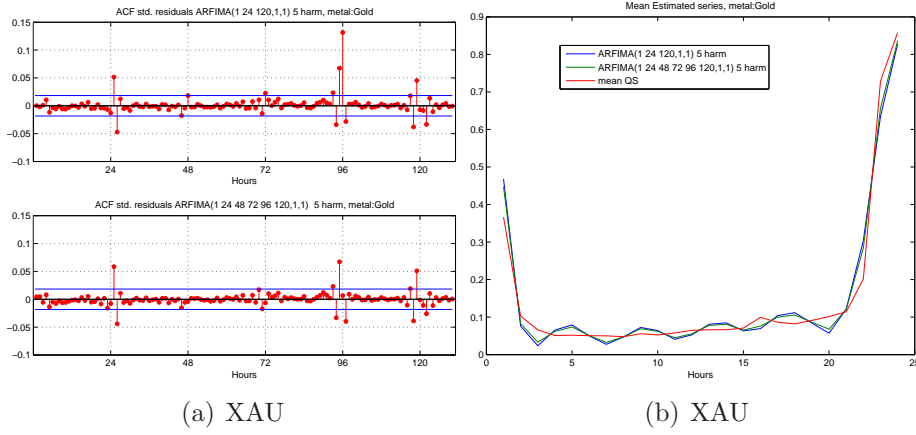 ACF std. residuals ARFIMA(1 24 120,1,1) 5 harm, metal:Gold
0.15
0.1
0.05
0
−0.05
−0.1
24 48 72 96 120
Hours
ACF std. residuals ARFIMA(1 24 48 72 96 120,1,1) 5 harm, metal:Gold
0.15
0.1
0.05
0
−0.05
−0.1
24 48 72 96 120
Hours
(a) XAU
Mean Estimated series, metal:Gold
0.9
0.8
0.7
0.6
0.5
0.4
0.3
0.2
0.1
0
0 5 10 15 20 25
Hours
ARFIMA(1 24 120,1,1) 5 harm
ARFIMA(1 24 48 72 96 120,1,1) 5 harm
mean QS
(b) XAU